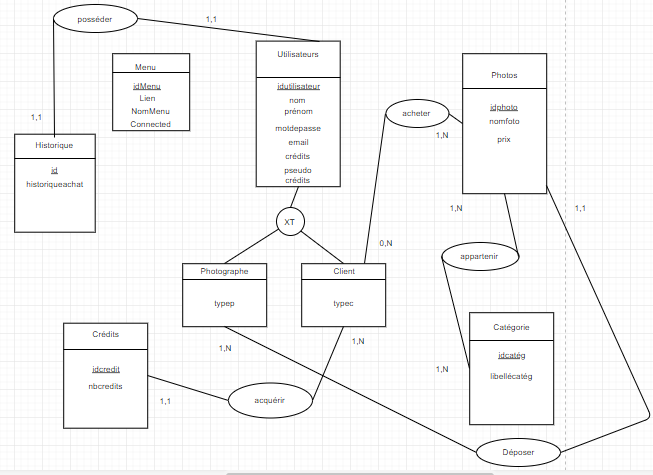 posséder
1,1
Utilisateurs
idutilisateur
nom
prénom
motdepasse
email
crédits
pseudo
crédits
Menu
idMenu
Lien
NomMenu
Connected
Photos
idphoto
nomfoto
prix
acheter
1,N
1,1
Historique
id
historiqueachat
XT
0,N
1,N
1,1
appartenir
Photographe
typep
Client
typec
Crédits
idcredit
nbcredits
1,N
1,N
1,N
Catégorie
idcatég
libellécatég
1,1
acquérir
Déposer